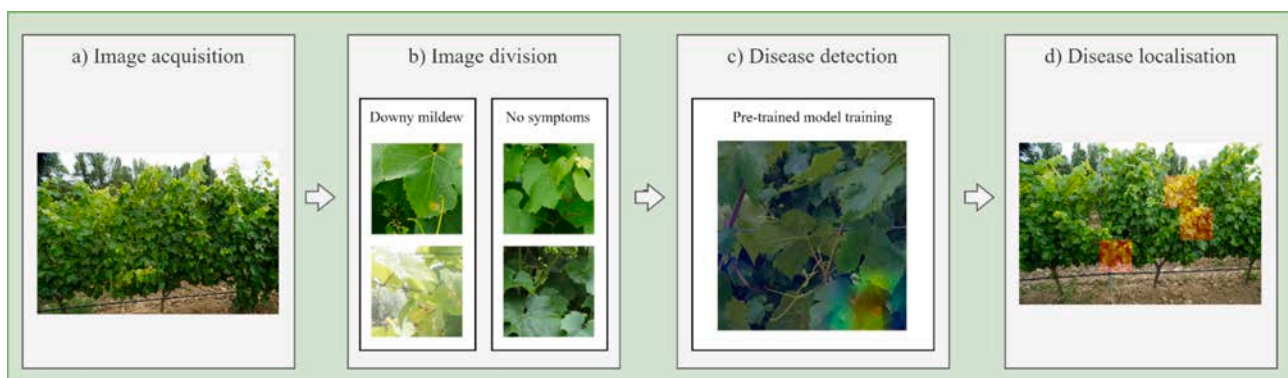 a) Image acquisition
b) Image division
Downy mildew
No symptoms
c) Disease detection
Pre-trained model training
d) Disease localisation